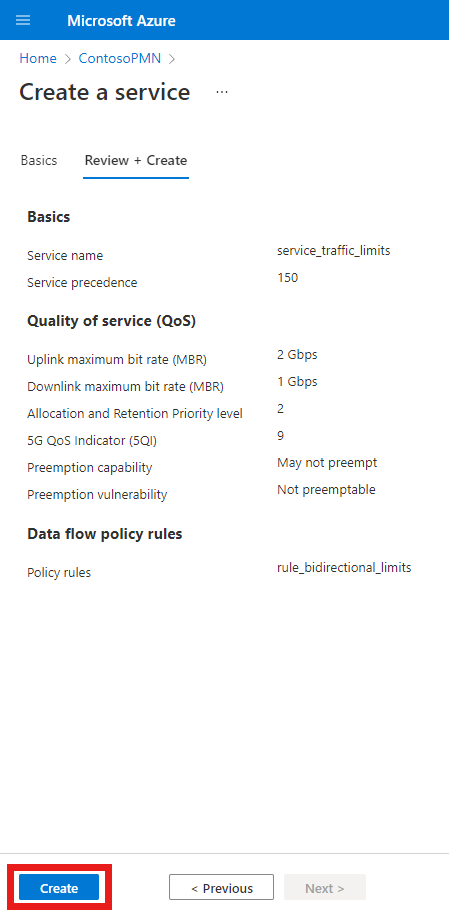 Microsoft Azure
Home > ContosoPMN >
Create a service ...
Basics Review + Create
Basics
Service name service_traffic_limits
Service precedence 150
Quality of service (QoS)
Uplink maximum bit rate (MBR) 2 Gbps
Downlink maximum bit rate (MBR) 1 Gbps
Allocation and Retention Priority level 2
5G QoS Indicator (5QI) 9
Preemption capability May not preempt
Preemption vulnerability Not preemptable
Data flow policy rules
Policy rules rule_bidirectional_limits
Create < Previous Next >